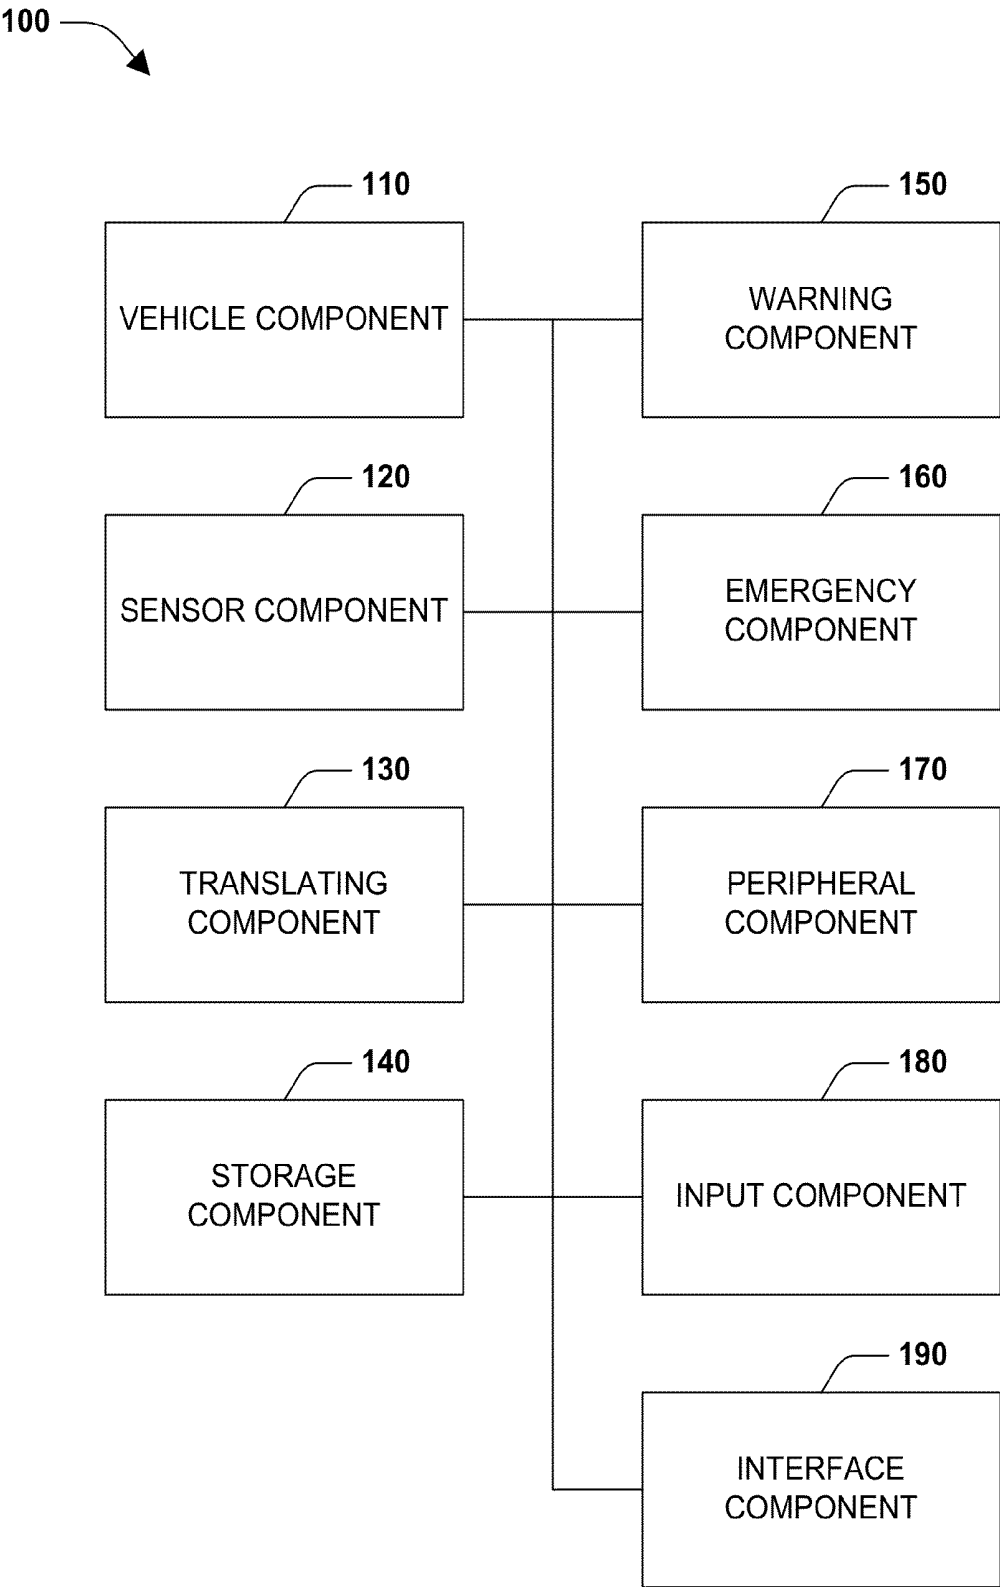 100
110
VEHICLE COMPONENT
150
WARNING
COMPONENT
120
SENSOR COMPONENT
160
EMERGENCY
COMPONENT
130
TRANSLATING
COMPONENT
170
PERIPHERAL
COMPONENT
140
STORAGE
COMPONENT
180
INPUT COMPONENT
190
INTERFACE
COMPONENT